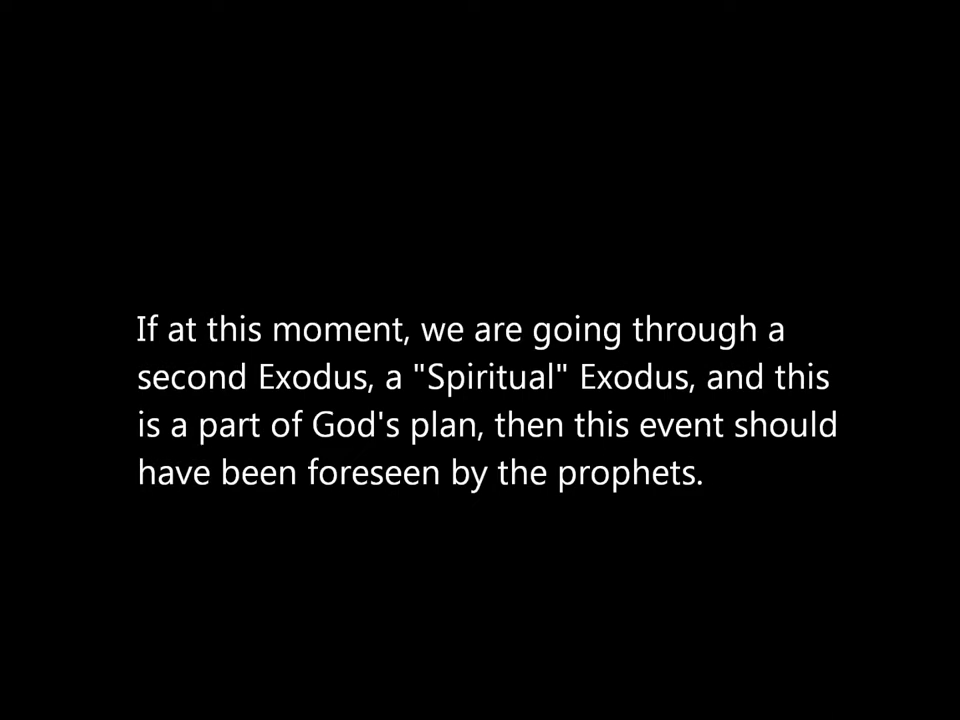 If at this moment, we are going through a
second Exodus, a "Spiritual" Exodus, and this
is a part of God's plan, then this event should
have been foreseen by the prophets.